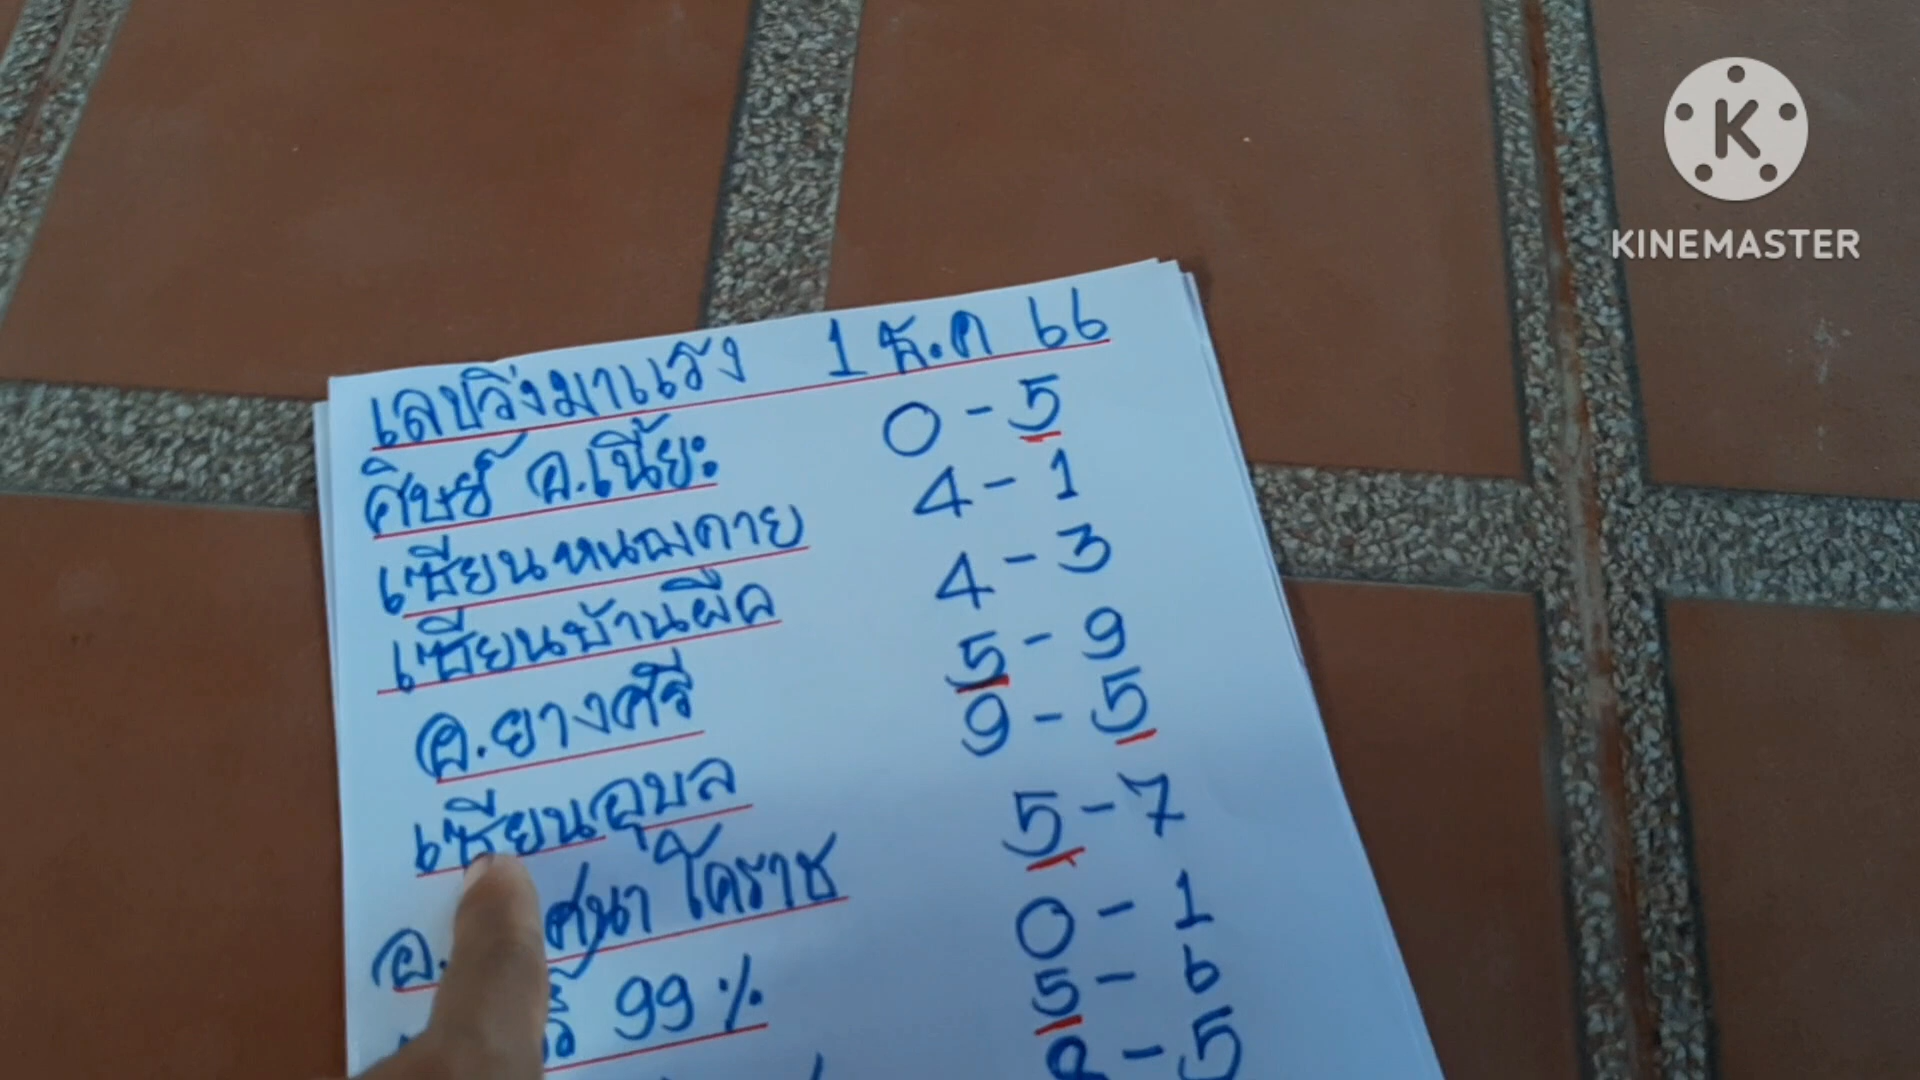 KINEMASTER
เลขวิ่งมาแรง 1 ธ.ค 66
ศิษย์ อ.เนี้ยะ 0 - 5
เซียนหนองคาย 4 - 1
เซียนบ้านผือ 4 - 3
อ.ยางศรี 5 - 9
เซียนอุบล 9 - 5
อ. โคราช 5 - 7
99 % 0 - 1
5 - 6
8 - 5